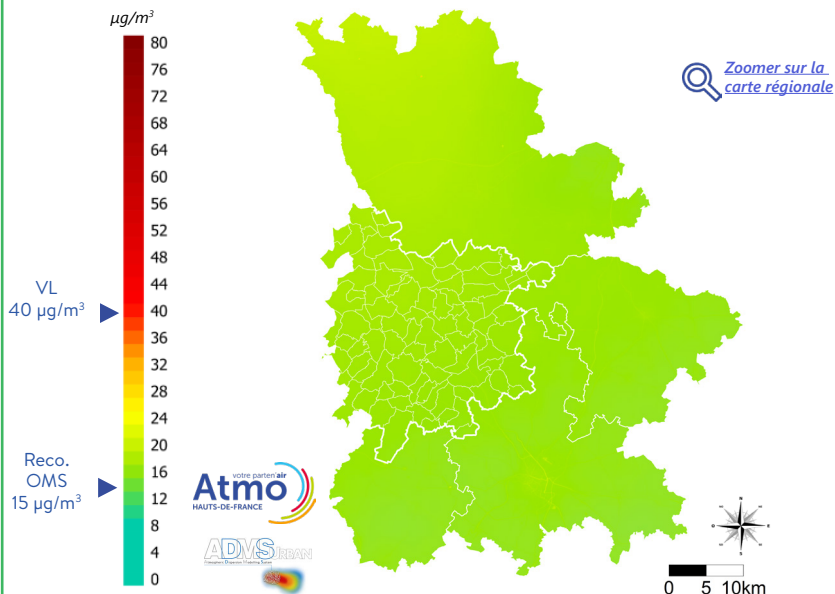 µg/m³
80
76
72
68
64
60
56
52
48
44
40
36
32
28
24
20
16
12
8
4
0
VL
40 µg/m³
Reco.
OMS
15 µg/m³
votre parten'air
Atmo
HAUTS-DE-FRANCE
ADMS URBAN
Zoomer sur la
carte régionale
N
O
E
S
0 5 10km